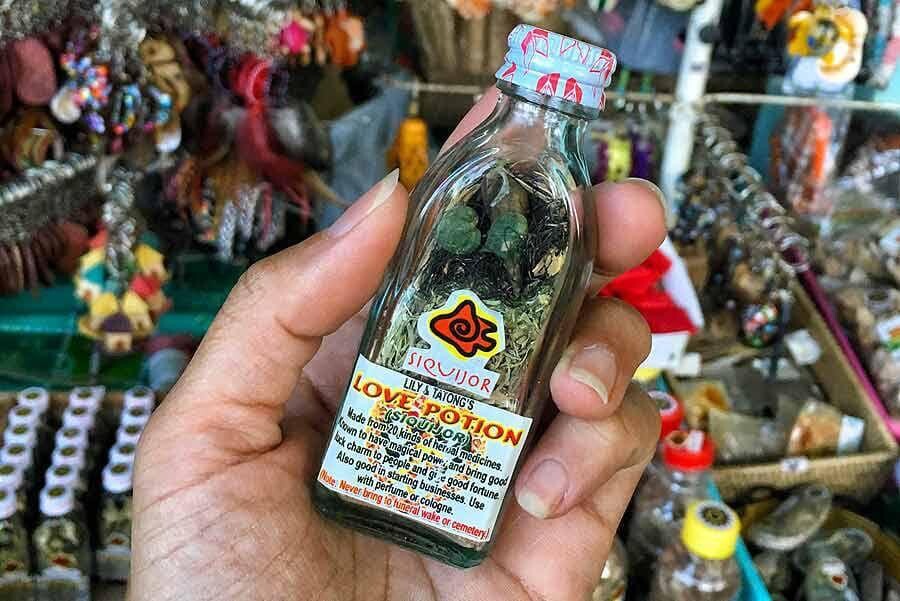 SIQUIJOR
LILY & TATONG'S
LOVE POTION
(SIQUIJOR)
Made from 20 kinds of herbal medicines.
Known to have magical power and bring good
luck charm to people and give good fortune.
Also good in starting businesses. Use
with perfume or cologne.
Note: Never bring to funeral wake or cemetery.